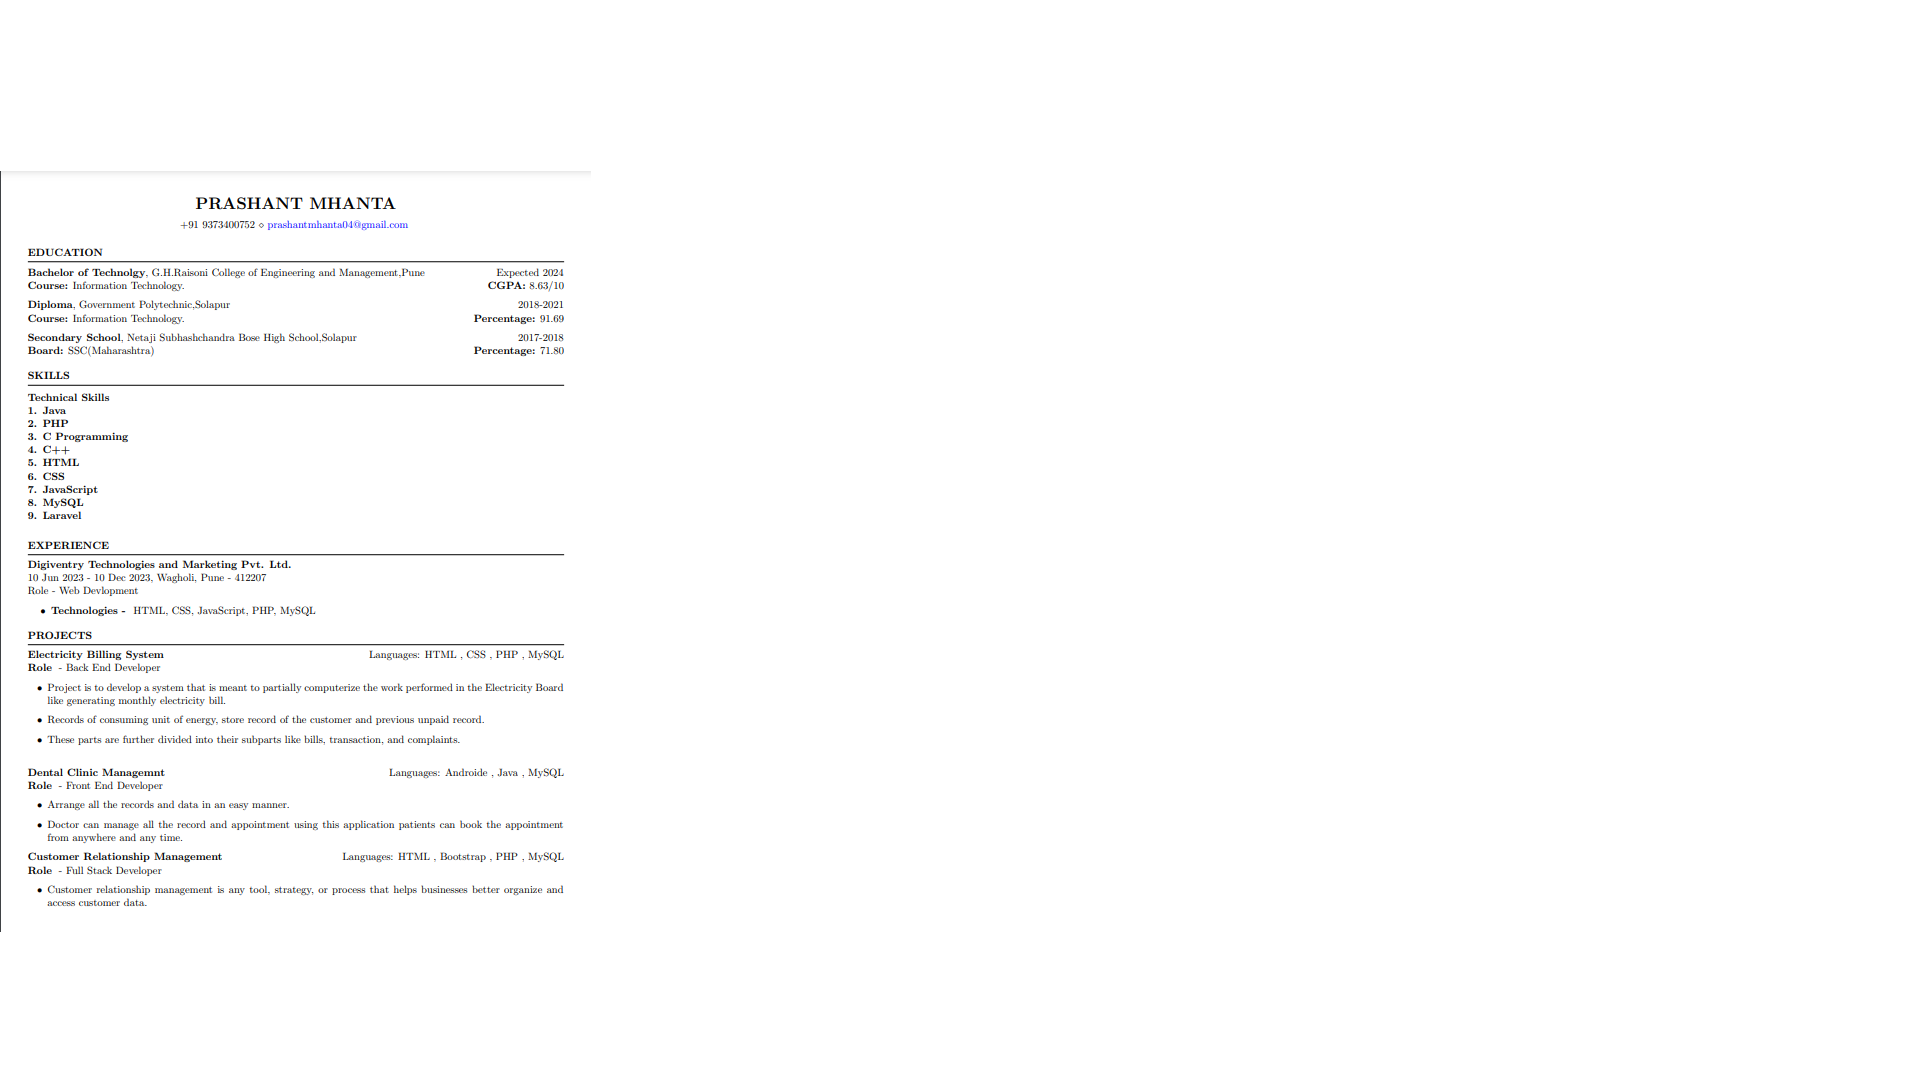 PRASHANT MHANTA
+91 9373400752 ⋄ prashantmhanta04@gmail.com
EDUCATION
Bachelor of Technolgy, G.H.Raisoni College of Engineering and Management,Pune Expected 2024
Course: Information Technology. CGPA: 8.63/10
Diploma, Government Polytechnic,Solapur 2018-2021
Course: Information Technology. Percentage: 91.69
Secondary School, Netaji Subhashchandra Bose High School,Solapur 2017-2018
Board: SSC(Maharashtra) Percentage: 71.80
SKILLS
Technical Skills
1. Java
2. PHP
3. C Programming
4. C++
5. HTML
6. CSS
7. JavaScript
8. MySQL
9. Laravel
EXPERIENCE
Digiventry Technologies and Marketing Pvt. Ltd.
10 Jun 2023 - 10 Dec 2023, Wagholi, Pune - 412207
Role - Web Devlopment
• Technologies - HTML, CSS, JavaScript, PHP, MySQL
PROJECTS
Electricity Billing System Languages: HTML , CSS , PHP , MySQL
Role - Back End Developer
• Project is to develop a system that is meant to partially computerize the work performed in the Electricity Board
like generating monthly electricity bill.
• Records of consuming unit of energy, store record of the customer and previous unpaid record.
• These parts are further divided into their subparts like bills, transaction, and complaints.
Dental Clinic Managemnt Languages: Androide , Java , MySQL
Role - Front End Developer
• Arrange all the records and data in an easy manner.
• Doctor can manage all the record and appointment using this application patients can book the appointment
from anywhere and any time.
Customer Relationship Management Languages: HTML , Bootstrap , PHP , MySQL
Role - Full Stack Developer
• Customer relationship management is any tool, strategy, or process that helps businesses better organize and
access customer data.